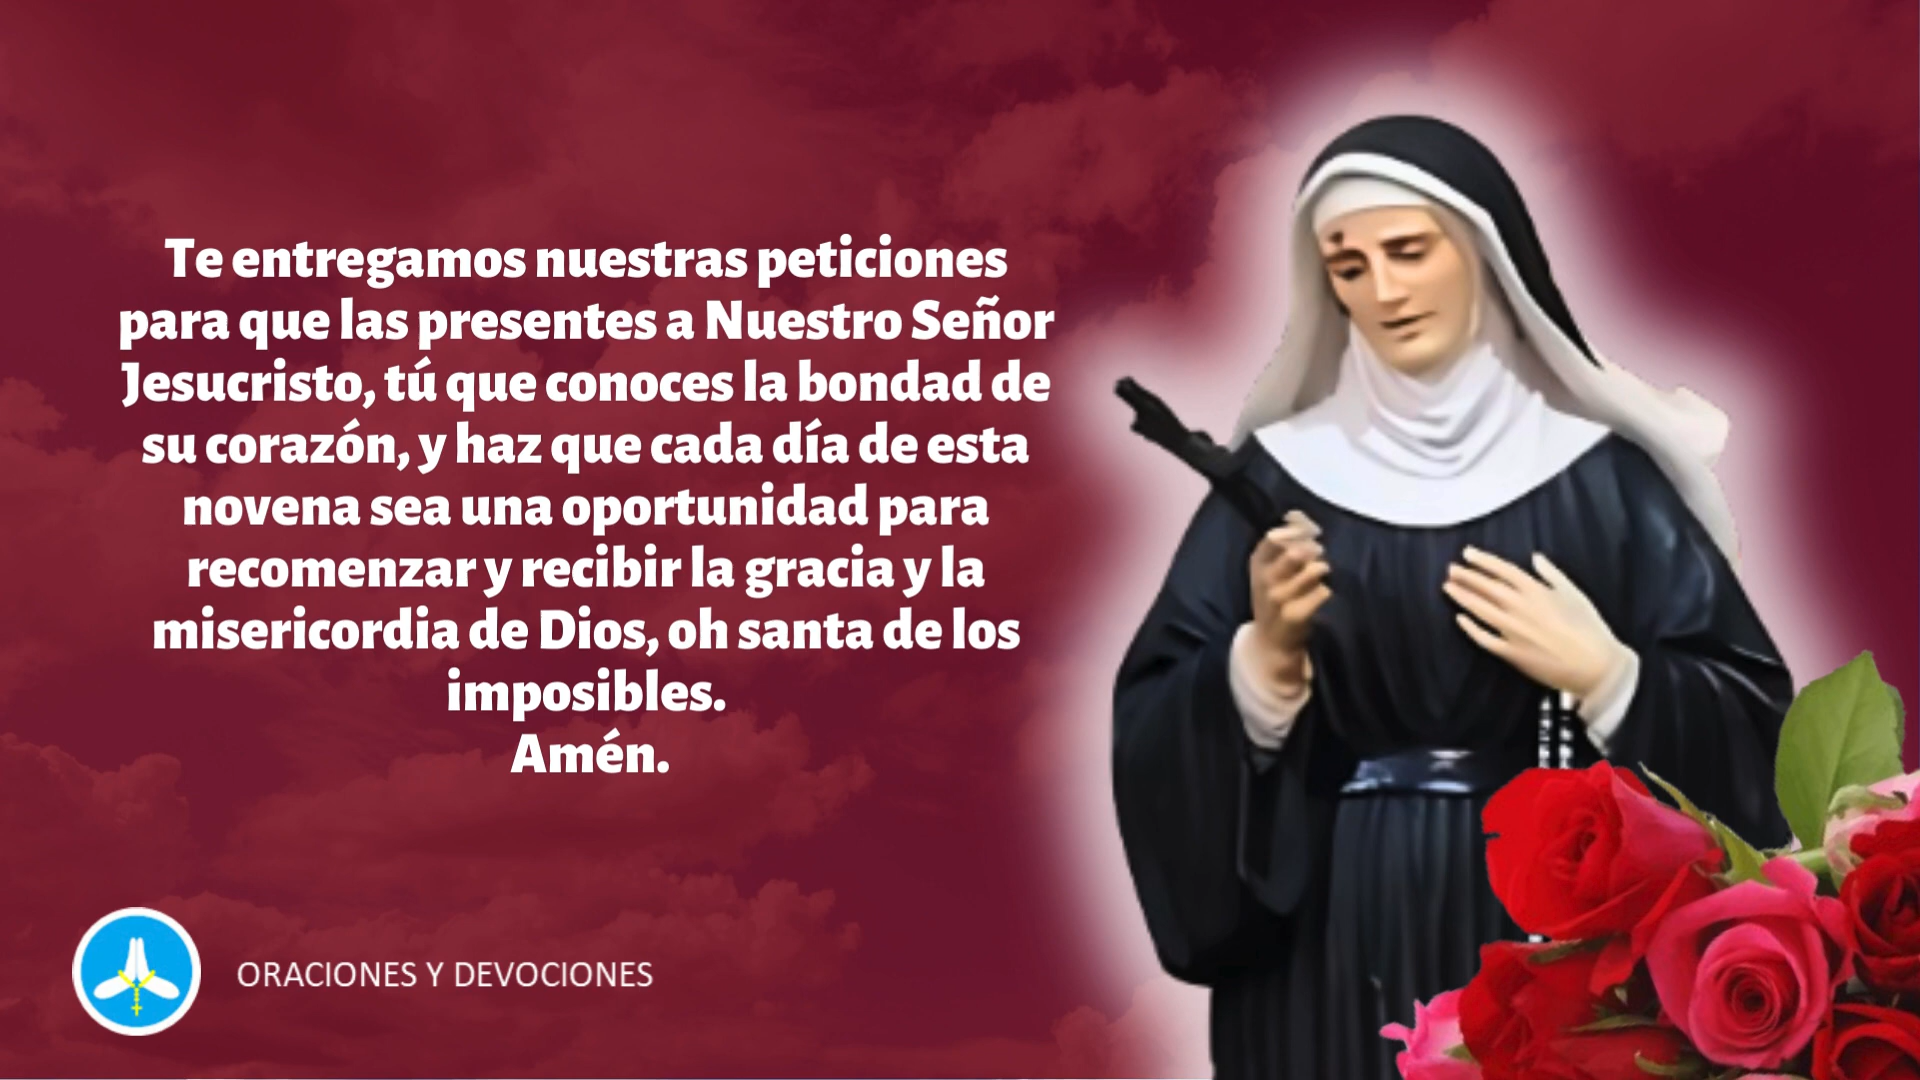 Te entregamos nuestras peticiones
para que las presentes a Nuestro Señor
Jesucristo, tú que conoces la bondad de
su corazón, y haz que cada día de esta
novena sea una oportunidad para
recomenzar y recibir la gracia y la
misericordia de Dios, oh santa de los
imposibles.
Amén.
ORACIONES Y DEVOCIONES